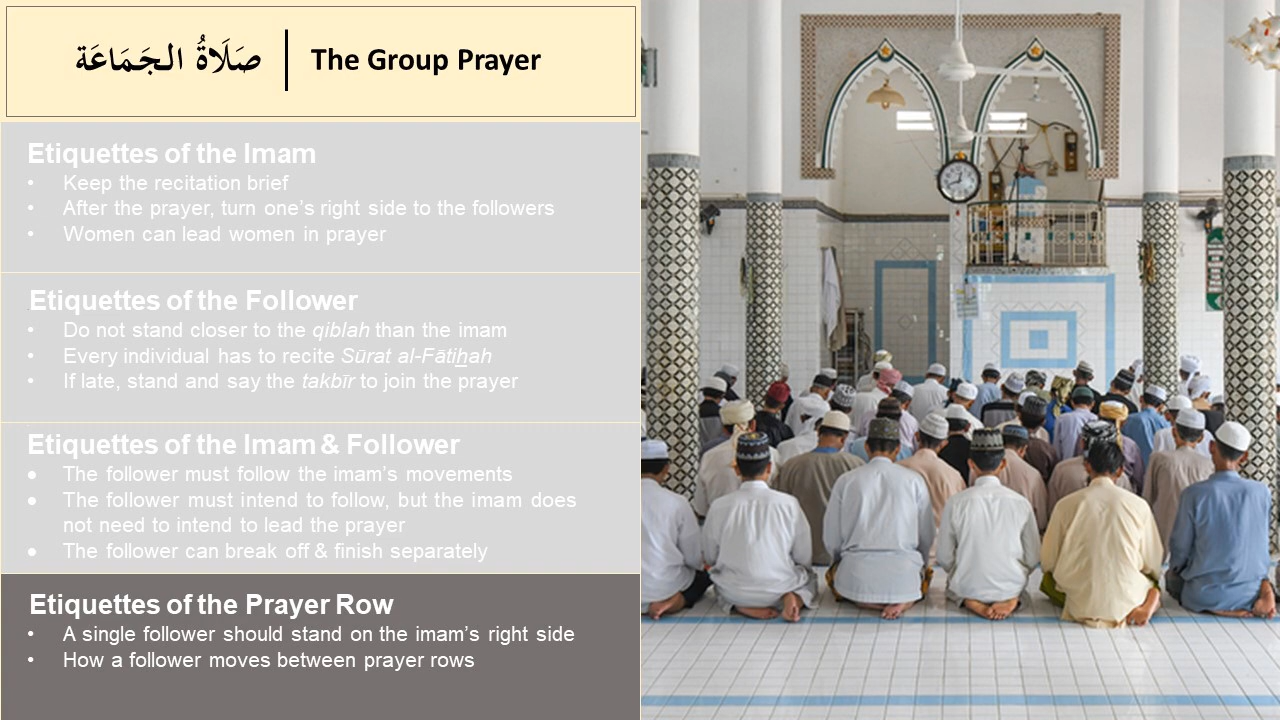 صَلَاةُ الجَمَاعَة | The Group Prayer
Etiquettes of the Imam
• Keep the recitation brief
• After the prayer, turn one’s right side to the followers
• Women can lead women in prayer
Etiquettes of the Follower
• Do not stand closer to the qiblah than the imam
• Every individual has to recite Sūrat al-Fātiẖah
• If late, stand and say the takbīr to join the prayer
Etiquettes of the Imam & Follower
• The follower must follow the imam’s movements
• The follower must intend to follow, but the imam does
not need to intend to lead the prayer
• The follower can break off & finish separately
Etiquettes of the Prayer Row
• A single follower should stand on the imam’s right side
• How a follower moves between prayer rows